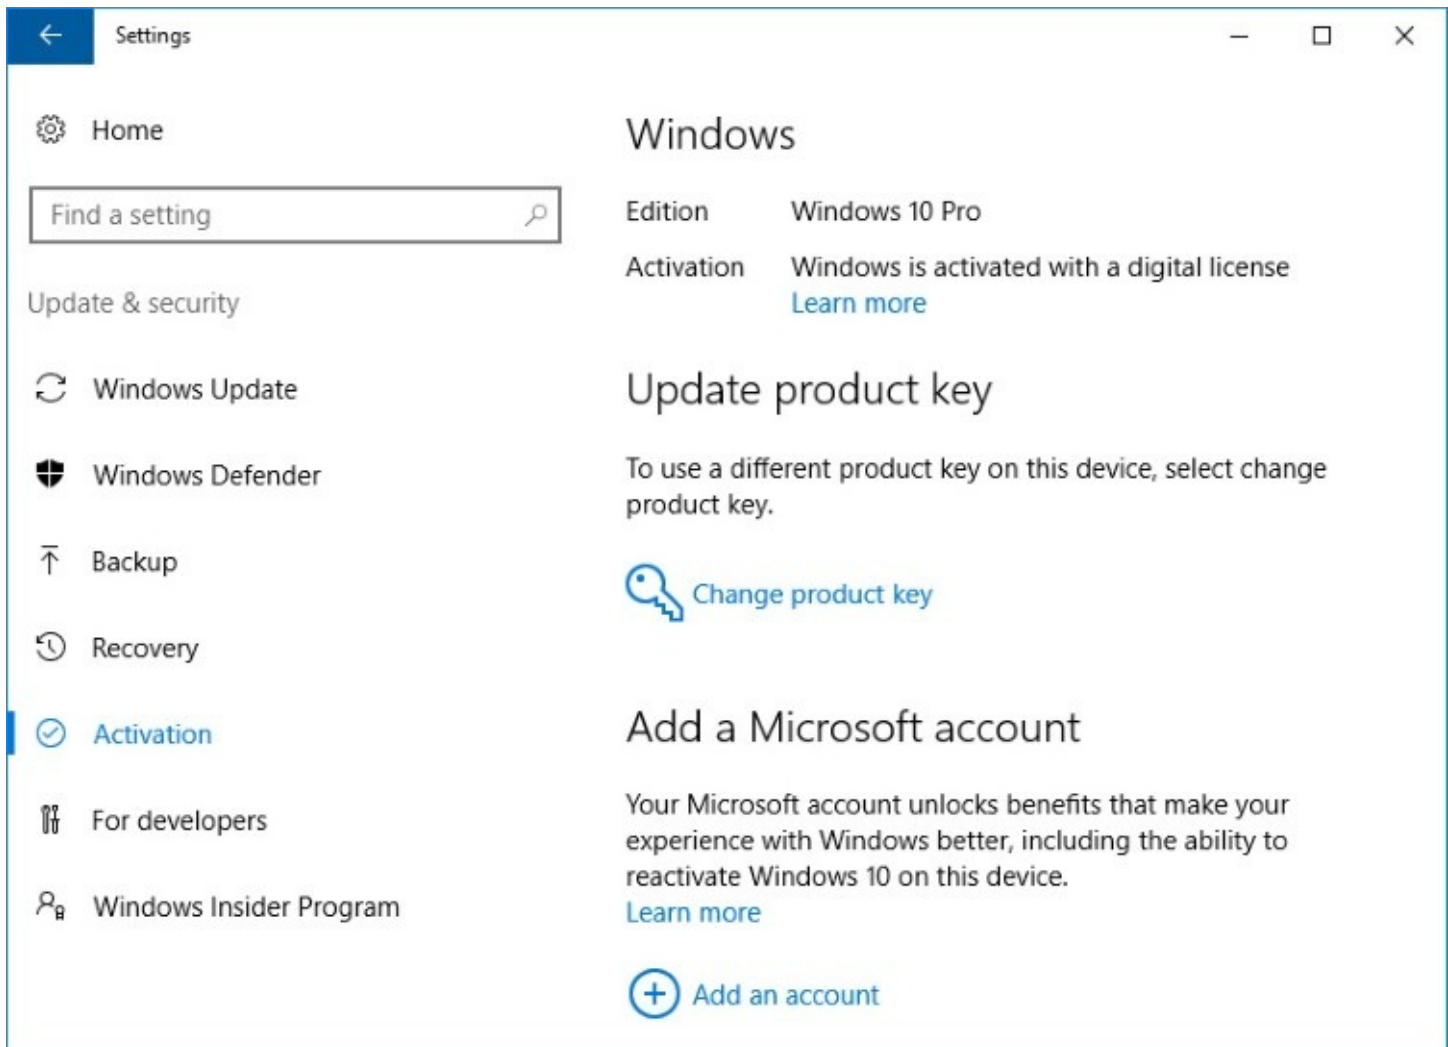 Settings
Home
Find a setting
Update & security
Windows Update
Windows Defender
Backup
Recovery
Activation
For developers
Windows Insider Program
Windows
Edition Windows 10 Pro
Activation Windows is activated with a digital license
Learn more
Update product key
To use a different product key on this device, select change
product key.
Change product key
Add a Microsoft account
Your Microsoft account unlocks benefits that make your
experience with Windows better, including the ability to
reactivate Windows 10 on this device.
Learn more
Add an account